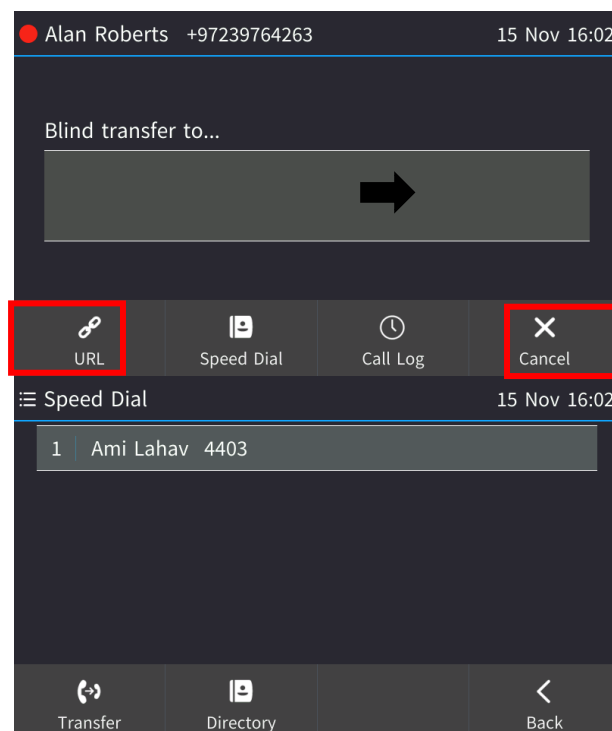 Alan Roberts +97239764263 15 Nov 16:02
Blind transfer to...
URL Speed Dial Call Log Cancel
Speed Dial 15 Nov 16:02
1 Ami Lahav 4403
Transfer Directory Back